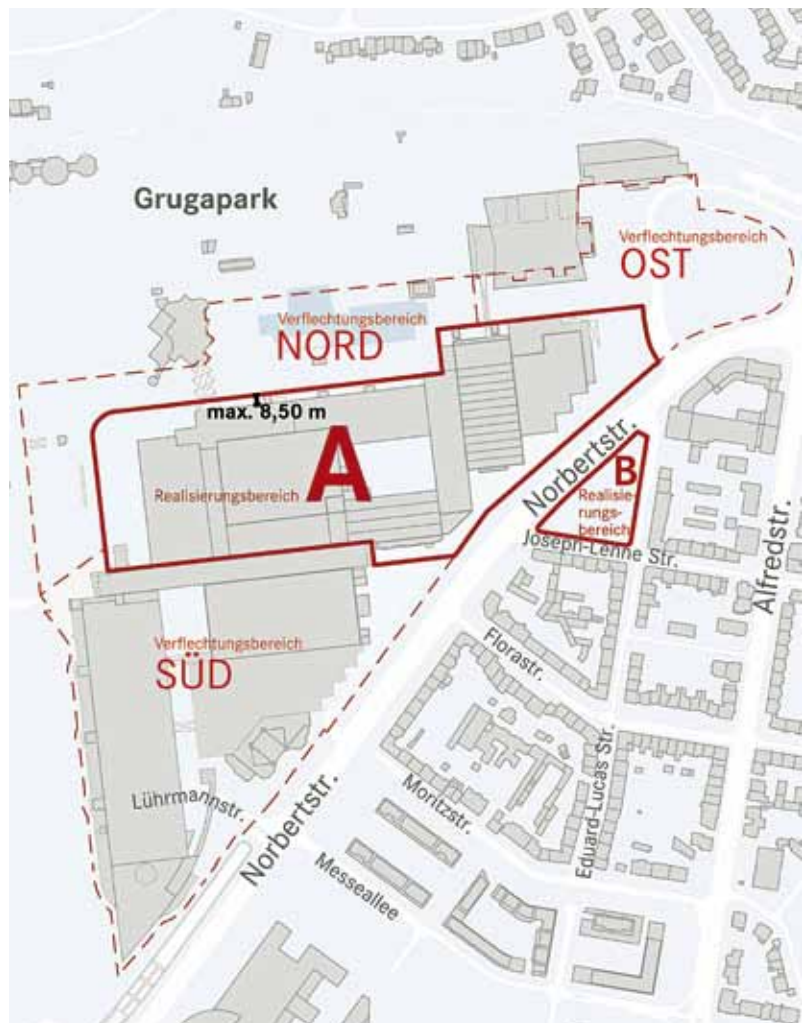 Grugapark
Verflechtungsbereich
OST
Verflechtungsbereich
NORD
max. 8,50 m
A
Realisierungsbereich
Norbertstr.
B
Realisie-
rungs-
bereich
Joseph-Lenne Str.
Alfredstr.
Verflechtungsbereich
SÜD
Florastr.
Eduard-Lucas Str.
Moritzstr.
Lührmannstr.
Norbertstr.
Messeallee